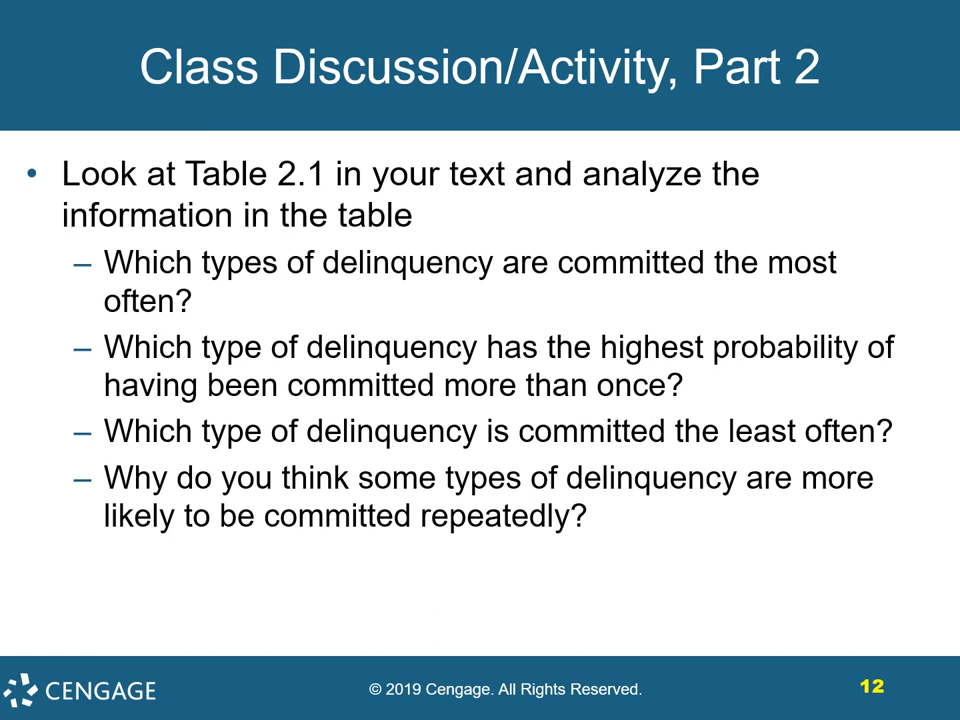 Class Discussion/Activity, Part 2
• Look at Table 2.1 in your text and analyze the
information in the table
– Which types of delinquency are committed the most
often?
– Which type of delinquency has the highest probability of
having been committed more than once?
– Which type of delinquency is committed the least often?
– Why do you think some types of delinquency are more
likely to be committed repeatedly?
CENGAGE
© 2019 Cengage. All Rights Reserved.
12